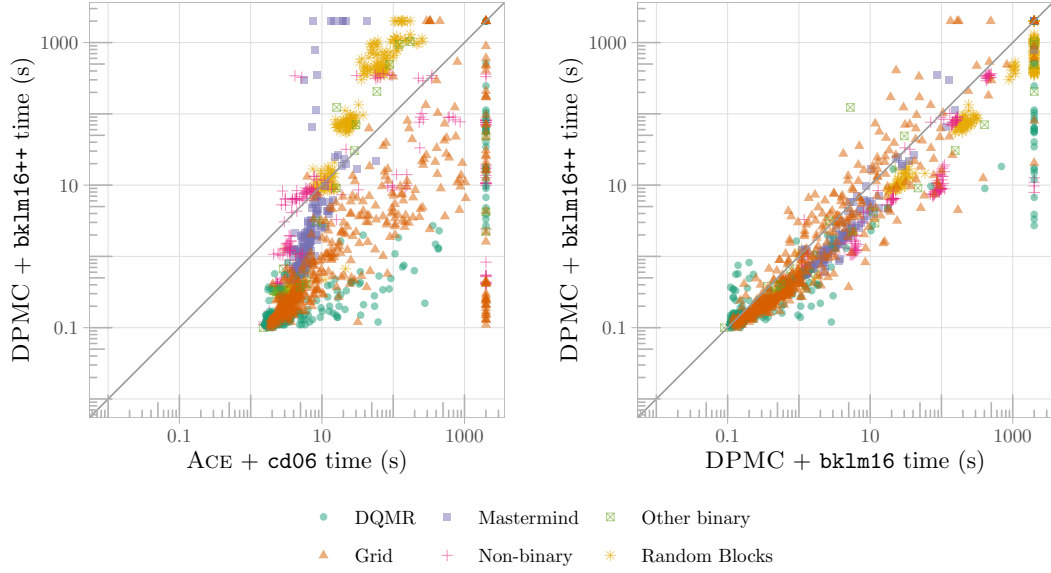 1000
10
0.1
0.1
10
1000
DPMC + bklm16++ time (s)
ACE + cd06 time (s)
1000
10
0.1
0.1
10
1000
DPMC + bklm16++ time (s)
DPMC + bklm16 time (s)
DQMR
Mastermind
Other binary
Grid
Non-binary
Random Blocks